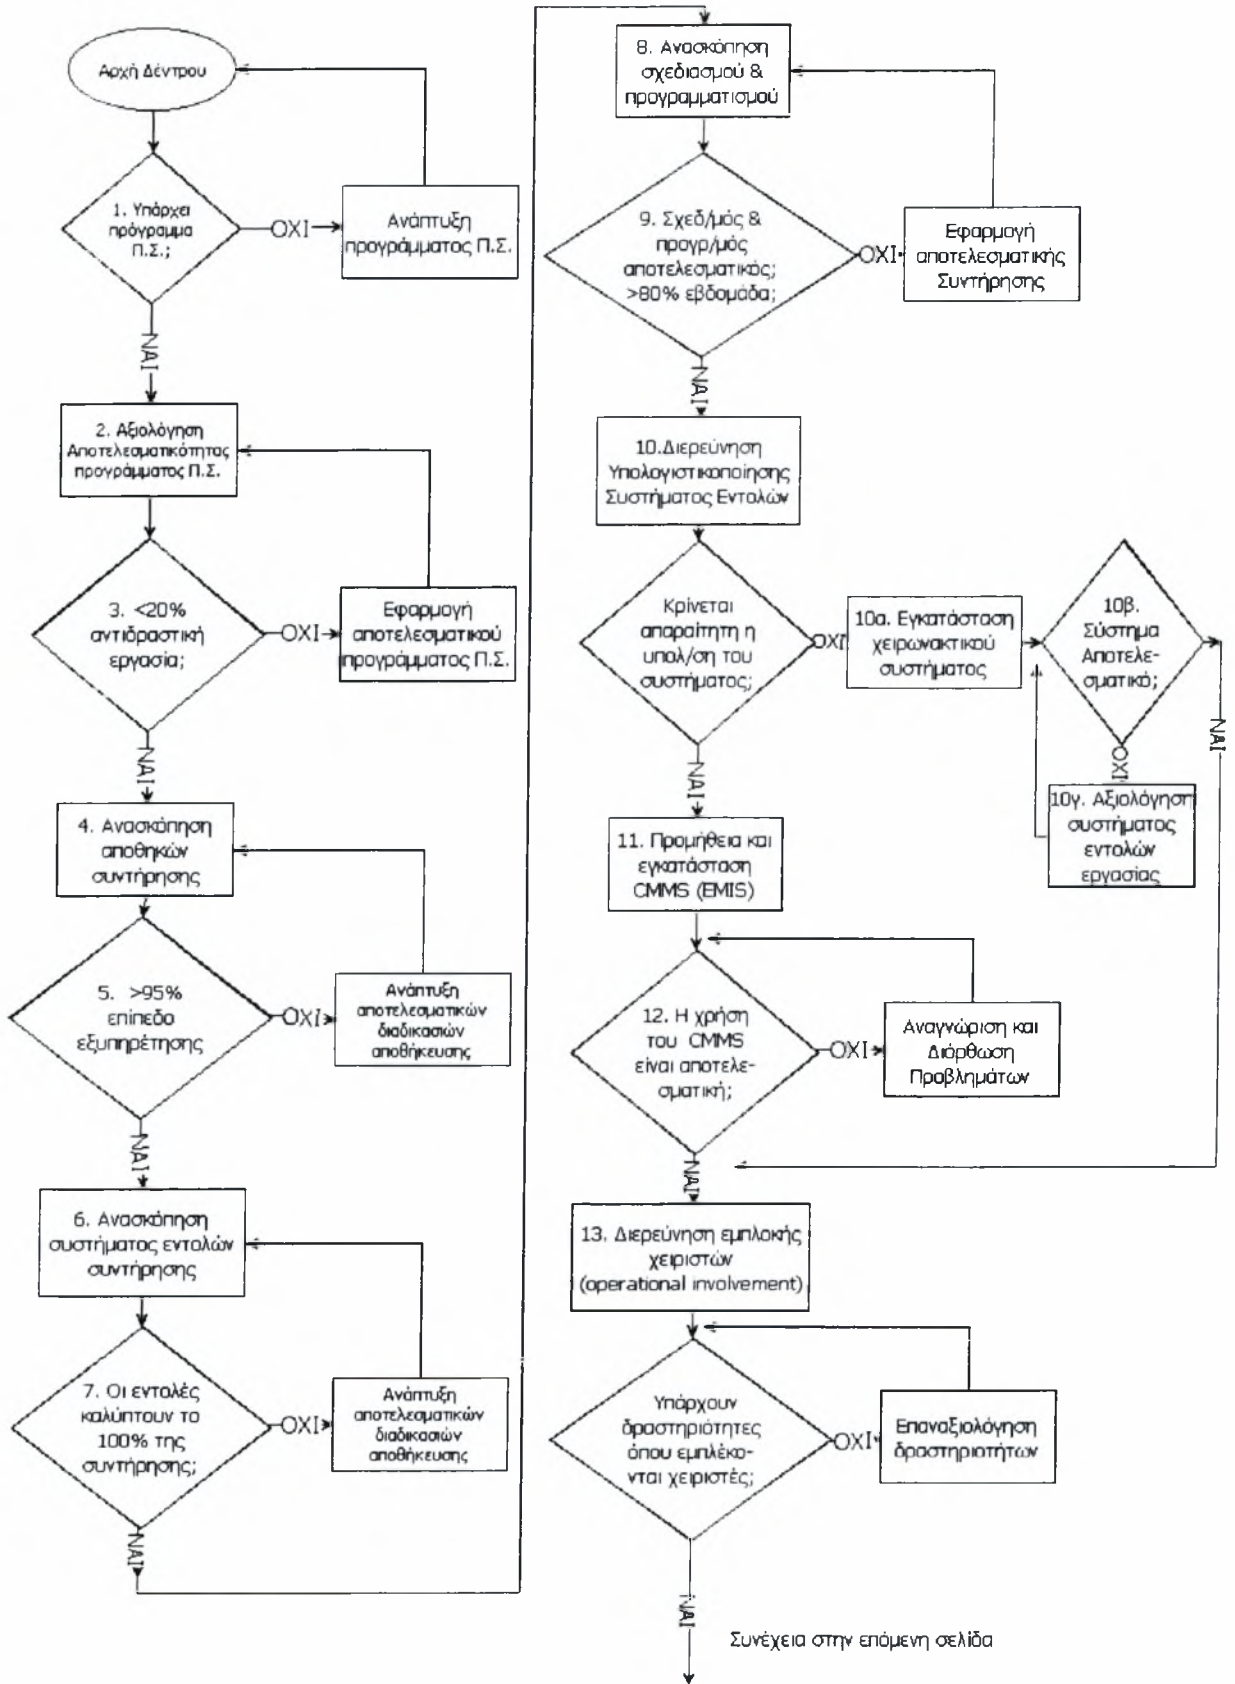 Αρχή Δέντρου
1. Υπάρχει
πρόγραμμα
Π.Σ.;
ΟΧΙ
Ανάπτυξη
προγράμματος Π.Σ.
ΝΑΙ
2. Αξιολόγηση
Αποτελεσματικότητας
προγράμματος Π.Σ.
3. <20%
αντιδραστική
εργασία;
ΟΧΙ
Εφαρμογή
αποτελεσματικού
προγράμματος Π.Σ.
ΝΑΙ
4. Ανασκόπηση
αποθηκών
συντήρησης
5. >95%
επίπεδο
εξυπηρέτησης
ΟΧΙ
Ανάπτυξη
αποτελεσματικών
διαδικασιών
αποθήκευσης
ΝΑΙ
6. Ανασκόπηση
συστήματος εντολών
συντήρησης
7. Οι εντολές
καλύπτουν το
100% της
συντήρησης;
ΟΧΙ
Ανάπτυξη
αποτελεσματικών
διαδικασιών
αποθήκευσης
ΝΑΙ
8. Ανασκόπηση
σχεδιασμού &
προγραμματισμού
9. Σχεδ/μός &
προγρ/μός
αποτελεσματικός;
>80% εβδομάδα;
ΟΧΙ
Εφαρμογή
αποτελεσματικής
Συντήρησης
ΝΑΙ
10.Διερεύνηση
Υπολογιστικοποίησης
Συστήματος Εντολών
Κρίνεται
απαραίτητη η
υπολ/ση του
συστήματος;
ΟΧΙ
10α. Εγκατάσταση
χειρωνακτικού
συστήματος
10β.
Σύστημα
Αποτελε-
σματικό;
ΝΑΙ
ΟΧΙ
10γ. Αξιολόγηση
συστήματος
εντολών
εργασίας
ΝΑΙ
11. Προμήθεια και
εγκατάσταση
CMMS (EMIS)
12. Η χρήση
του CMMS
είναι αποτελε-
σματική;
ΟΧΙ
Αναγνώριση και
Διόρθωση
Προβλημάτων
ΝΑΙ
13. Διερεύνηση εμπλοκής
χειριστών
(operational involvement)
Υπάρχουν
δραστηριότητες
όπου εμπλέκο-
νται χειριστές;
ΟΧΙ
Επαναξιολόγηση
δραστηριοτήτων
ΝΑΙ
Συνέχεια στην επόμενη σελίδα